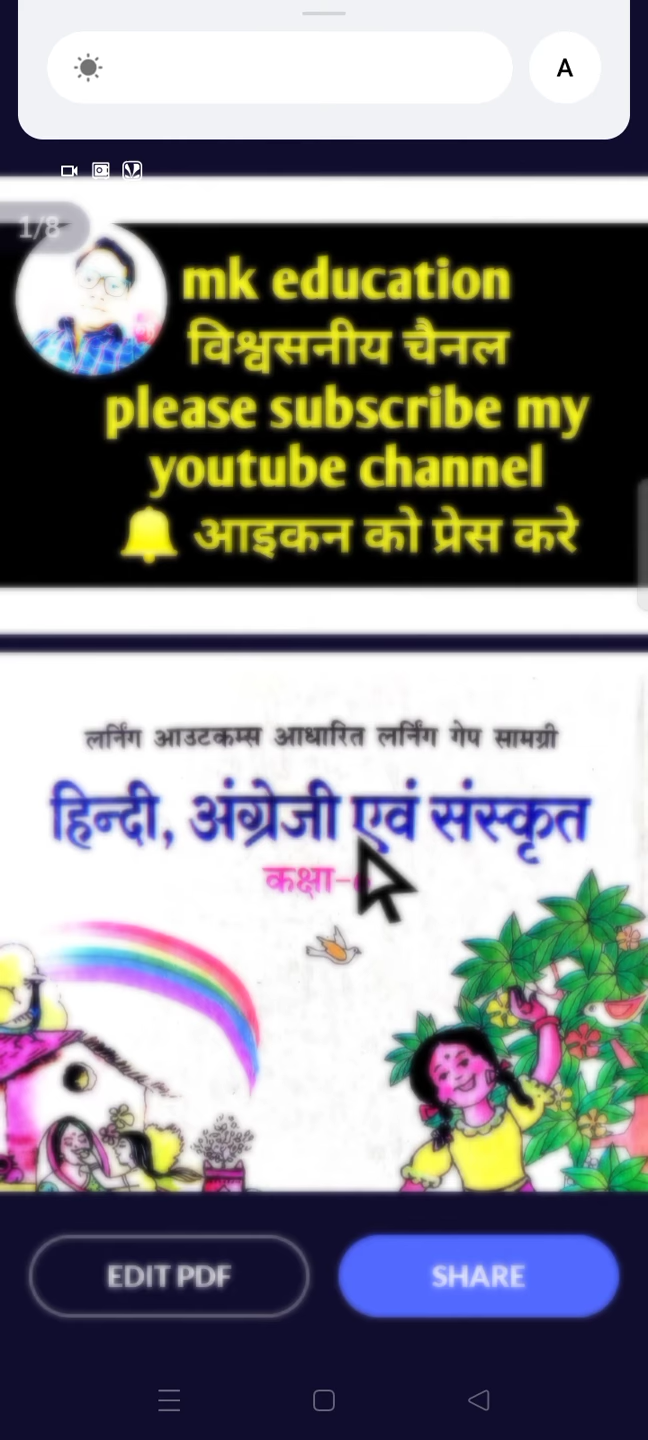 A
1/8
mk education
विश्वसनीय चैनल
please subscribe my
youtube channel
🔔 आइकन को प्रेस करे
लर्निंग आउटकम्स आधारित लर्निंग गेप सामग्री
हिन्दी, अंग्रेजी एवं संस्कृत
कक्षा-
EDIT PDF
SHARE